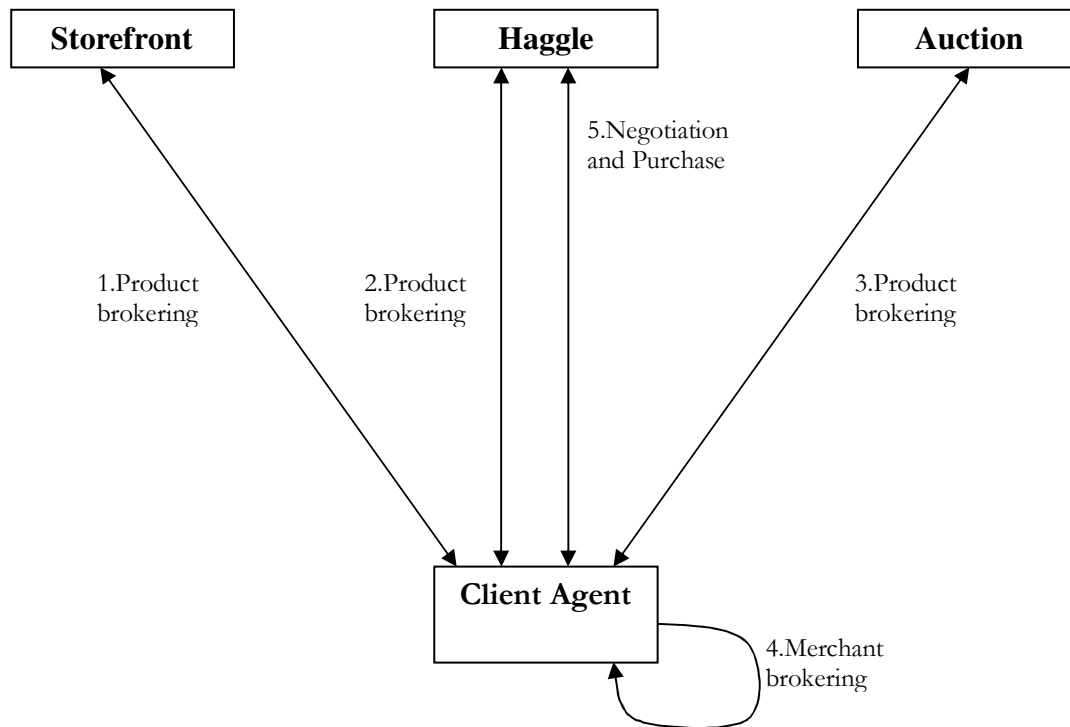 Storefront
Haggle
Auction
5.Negotiation
and Purchase
1.Product
brokering
2.Product
brokering
3.Product
brokering
Client Agent
4.Merchant
brokering